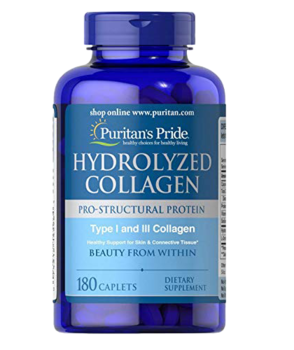 shop online www.puritan.com
Puritan's Pride
healthy choices for healthy living.
HYDROLYZED
COLLAGEN
PRO-STRUCTURAL PROTEIN
Type I and III Collagen
Healthy Support for Skin & Connective Tissue*
BEAUTY FROM WITHIN
180 CAPLETS
DIETARY
SUPPLEMENT